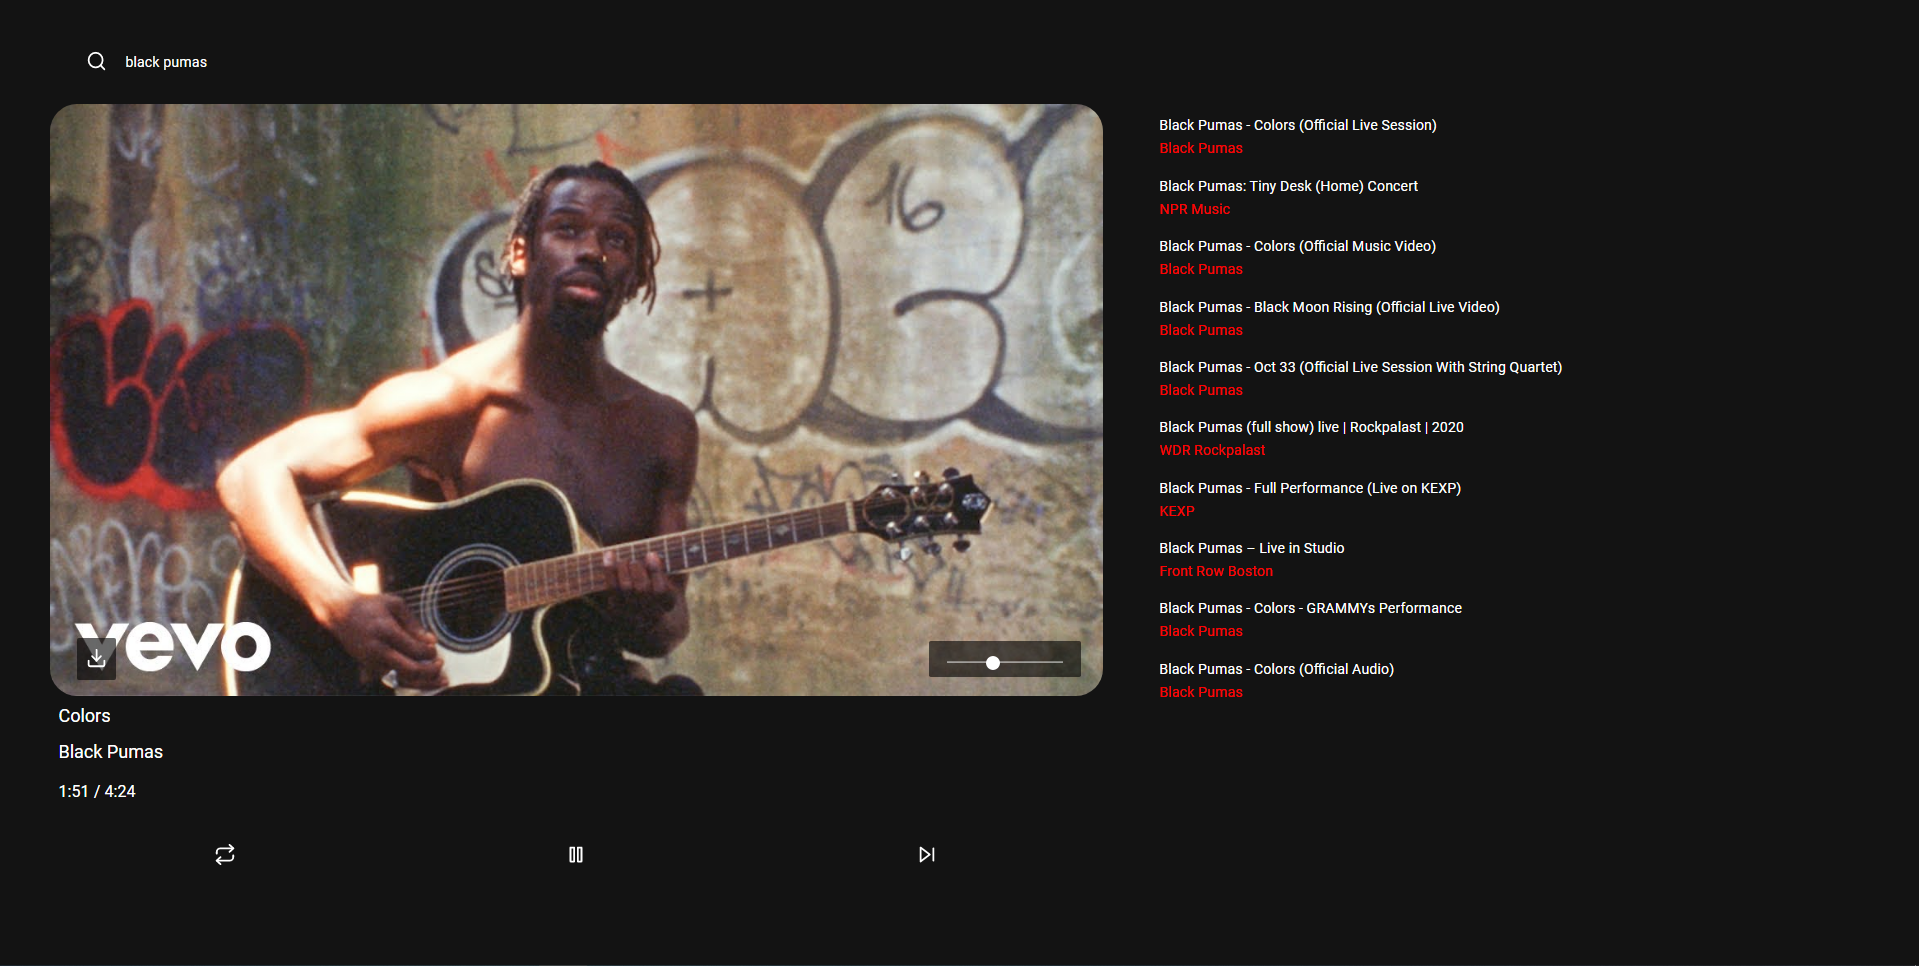 black pumas
16
+
vevo
Colors
Black Pumas
1:51 / 4:24
Black Pumas - Colors (Official Live Session)
Black Pumas
Black Pumas: Tiny Desk (Home) Concert
NPR Music
Black Pumas - Colors (Official Music Video)
Black Pumas
Black Pumas - Black Moon Rising (Official Live Video)
Black Pumas
Black Pumas - Oct 33 (Official Live Session With String Quartet)
Black Pumas
Black Pumas (full show) live | Rockpalast | 2020
WDR Rockpalast
Black Pumas - Full Performance (Live on KEXP)
KEXP
Black Pumas – Live in Studio
Front Row Boston
Black Pumas - Colors - GRAMMYs Performance
Black Pumas
Black Pumas - Colors (Official Audio)
Black Pumas